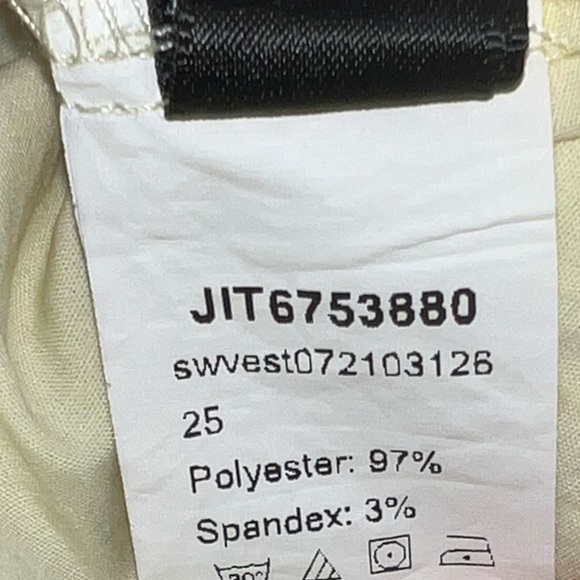 JIT6753880
swvest072103126
25
Polyester: 97%
Spandex: 3%